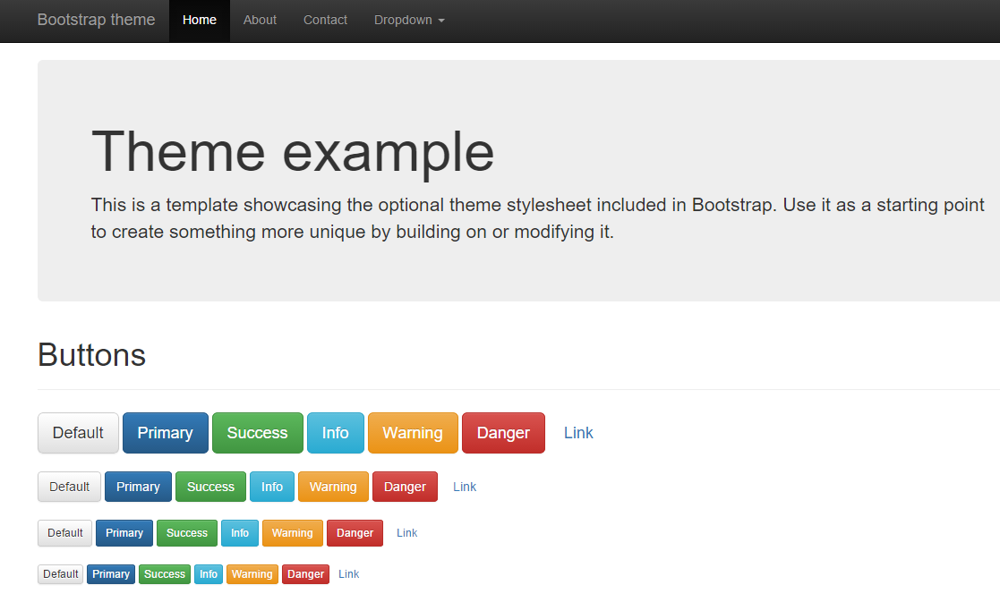 Bootstrap theme Home About Contact Dropdown
Theme example
This is a template showcasing the optional theme stylesheet included in Bootstrap. Use it as a starting point
to create something more unique by building on or modifying it.
Buttons
Default Primary Success Info Warning Danger Link
Default Primary Success Info Warning Danger Link
Default Primary Success Info Warning Danger Link
Default Primary Success Info Warning Danger Link